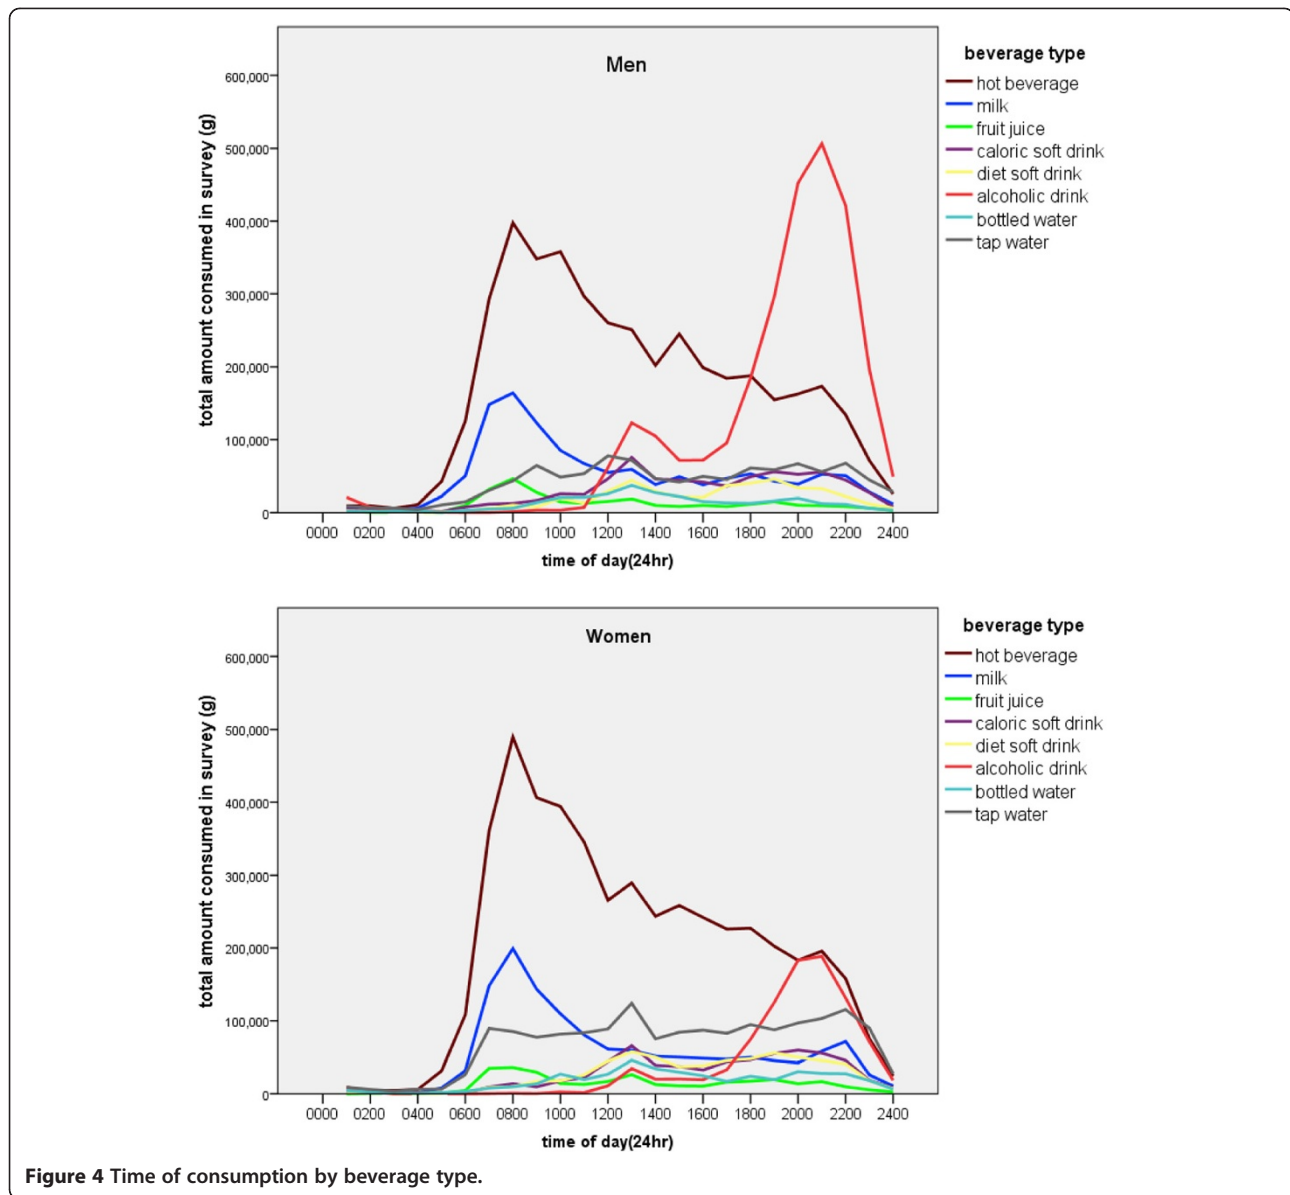 Men
total amount consumed in survey (g)
600,000
500,000
400,000
300,000
200,000
100,000
0
0000 0200 0400 0600 0800 1000 1200 1400 1600 1800 2000 2200 2400
time of day(24hr)
beverage type
hot beverage
milk
fruit juice
caloric soft drink
diet soft drink
alcoholic drink
bottled water
tap water
Women
total amount consumed in survey (g)
600,000
500,000
400,000
300,000
200,000
100,000
0
0000 0200 0400 0600 0800 1000 1200 1400 1600 1800 2000 2200 2400
time of day(24hr)
beverage type
hot beverage
milk
fruit juice
caloric soft drink
diet soft drink
alcoholic drink
bottled water
tap water
Figure 4 Time of consumption by beverage type.